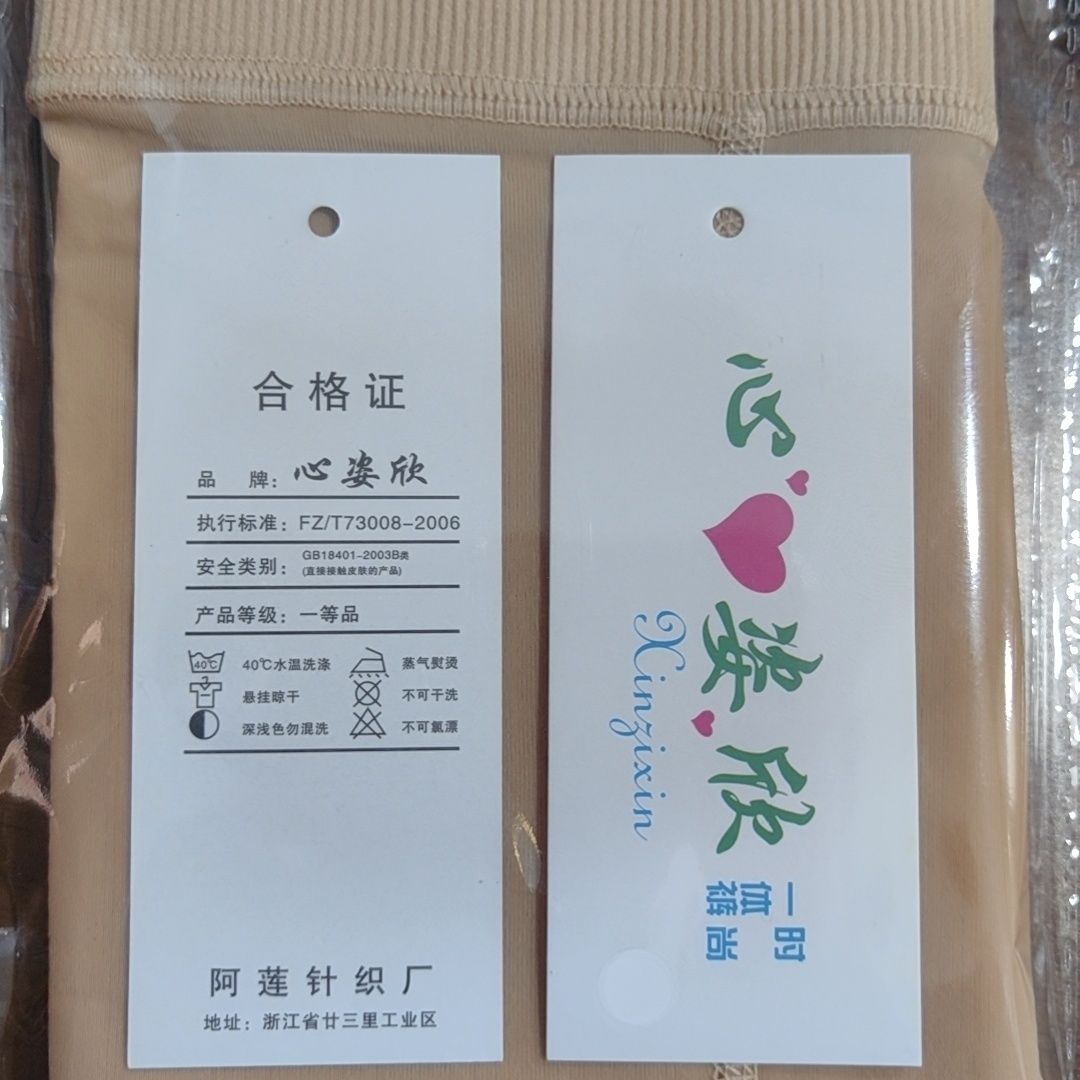 合格证
品 牌：心姿欣
执行标准：FZ/T73008-2006
安全类别：GB18401-2003B类
(直接接触皮肤的产品)
产品等级：一等品
40℃ 40℃水温洗涤 蒸气熨烫
悬挂晾干 不可干洗
深浅色勿混洗 不可氯漂
阿莲针织厂
地址：浙江省廿三里工业区
心姿欣
Xinzixin
一体裤
时尚